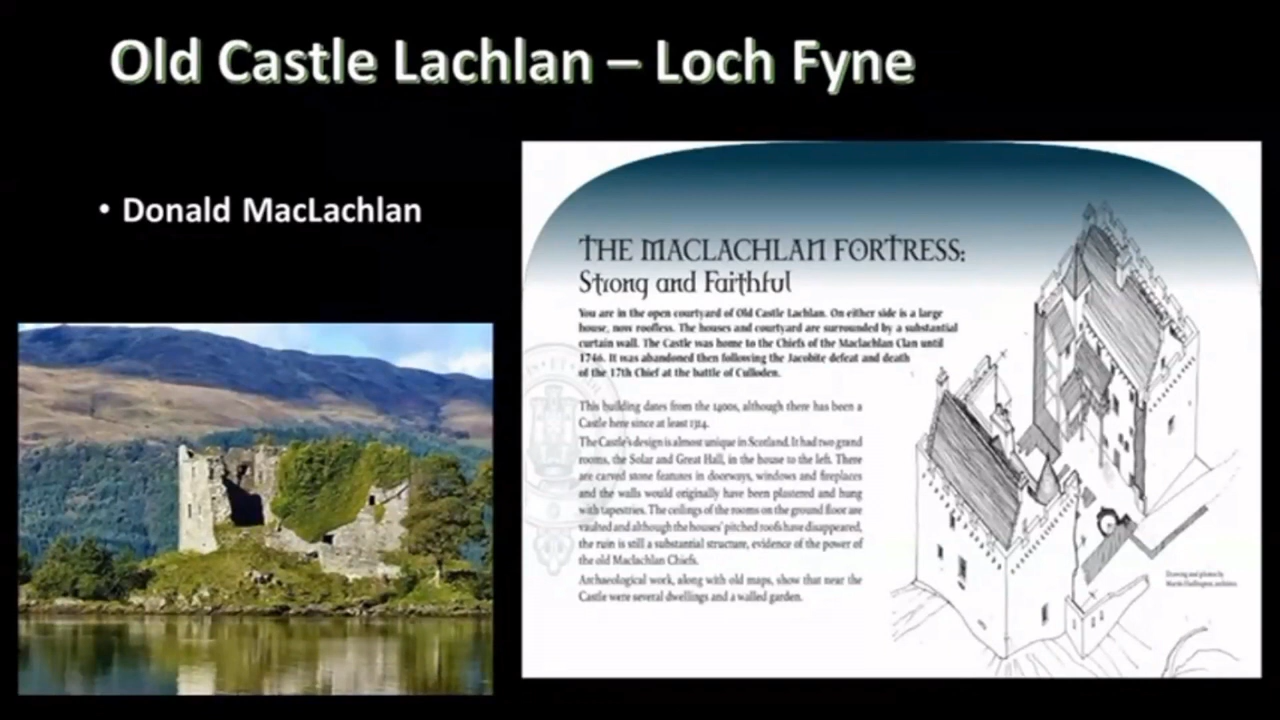 Old Castle Lachlan – Loch Fyne
• Donald MacLachlan
THE MACLACHLAN FORTRESS:
Strong and Faithful
You are in the open courtyard of Old Castle Lachlan. On either side is a large
house, now roofless. The houses and courtyard are surrounded by a substantial
curtain wall. The Castle was home to the Chiefs of the Maclachlan Clan until
1746. It was abandoned then following the Jacobite defeat and death
of the 17th Chief at the battle of Culloden.
This building dates from the 1400s, although there has been a
Castle here since at least 1314.
The Castle's design is almost unique in Scotland. It had two grand
rooms, the Solar and Great Hall, in the house to the left. There
are carved stone features in doorways, windows and fireplaces
and the walls would originally have been plastered and hung
with tapestries. The ceilings of the rooms on the ground floor are
vaulted and although the houses' pitched roofs have disappeared,
the ruin is still a substantial structure, evidence of the power of
the old Maclachlan Chiefs.
Archaeological work, along with old maps, show that near the
Castle were several dwellings and a walled garden.
Drawing and photos by